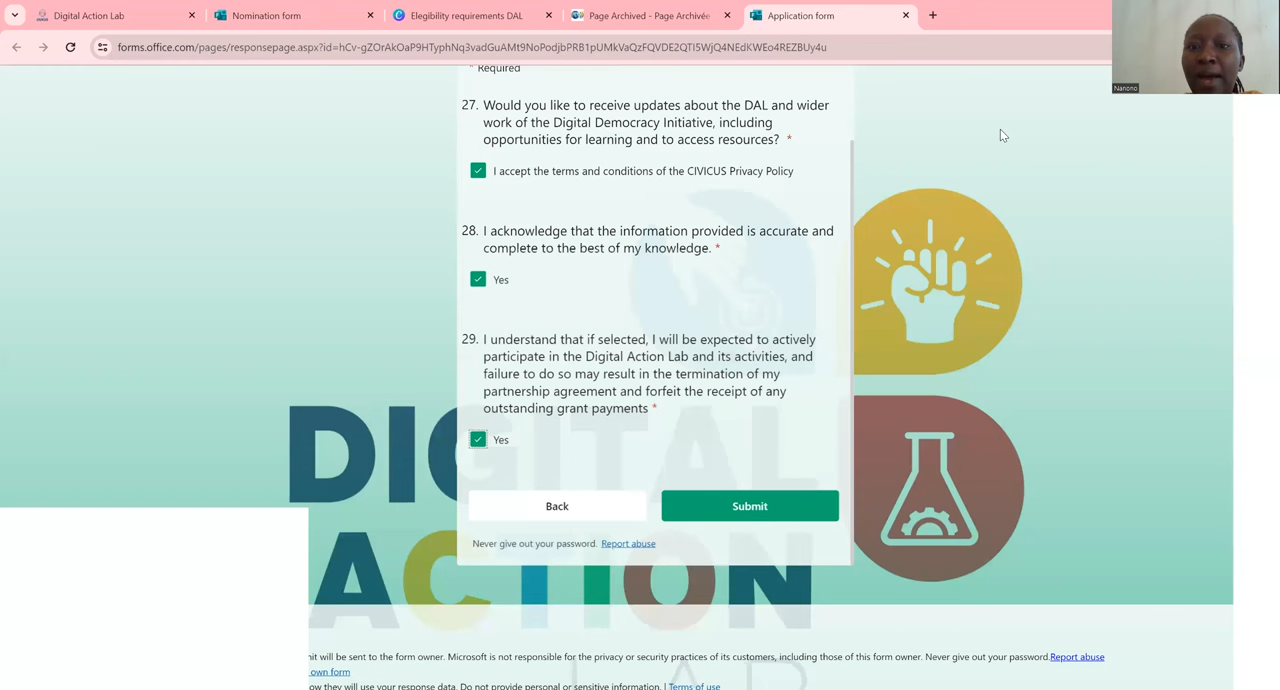 Digital Action Lab
Nomination form
Elegibility requirements DAL
Page Archived - Page Archivée
Application form
forms.office.com/pages/responsepage.aspx?id=hCv-gZOrAkOaP9HTyphNq3vadGuAMt9NoPodjbPRB1pUMkVaQzFQVDE2QTI5WjQ4NEdKWEo4REZBUy4u
Nanono
* Required
27. Would you like to receive updates about the DAL and wider
work of the Digital Democracy Initiative, including
opportunities for learning and to access resources? *
I accept the terms and conditions of the CIVICUS Privacy Policy
28. I acknowledge that the information provided is accurate and
complete to the best of my knowledge. *
Yes
29. I understand that if selected, I will be expected to actively
participate in the Digital Action Lab and its activities, and
failure to do so may result in the termination of my
partnership agreement and forfeit the receipt of any
outstanding grant payments *
Yes
Back
Submit
Never give out your password. Report abuse
DIGITAL
ACTION
LAB
will be sent to the form owner. Microsoft is not responsible for the privacy or security practices of its customers, including those of this form owner. Never give out your password. Report abuse
own form
they will use your response data. Do not provide personal or sensitive information. | Terms of use